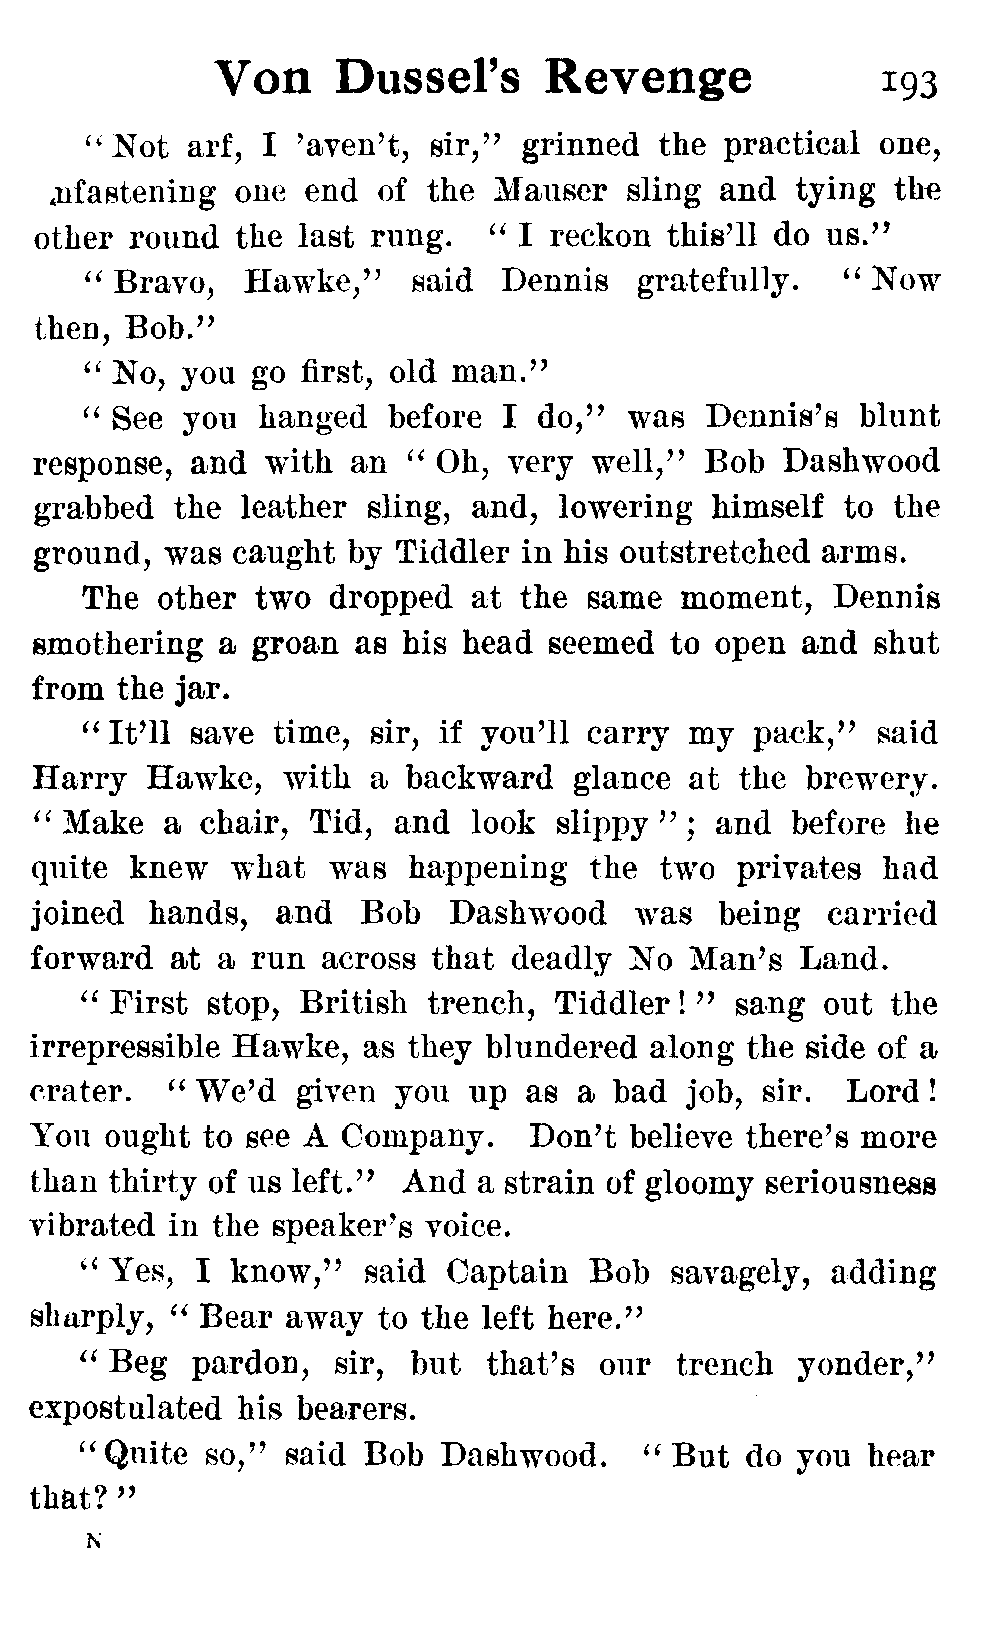 Von Dussel's Revenge 193
“ Not arf, I ’aven’t, sir,” grinned the practical one,
nfastening one end of the Mauser sling and tying the
other round the last rung. “ I reckon this’ll do us.”
“ Bravo, Hawke,” said Dennis gratefully. “ Now
then, Bob.”
“ No, you go first, old man.”
“ See you hanged before I do,” was Dennis’s blunt
response, and with an “ Oh, very well,” Bob Dashwood
grabbed the leather sling, and, lowering himself to the
ground, was caught by Tiddler in his outstretched arms.
The other two dropped at the same moment, Dennis
smothering a groan as his head seemed to open and shut
from the jar.
“ It’ll save time, sir, if you’ll carry my pack,” said
Harry Hawke, with a backward glance at the brewery.
“ Make a chair, Tid, and look slippy ” ; and before he
quite knew what was happening the two privates had
joined hands, and Bob Dashwood was being carried
forward at a run across that deadly No Man’s Land.
“ First stop, British trench, Tiddler ! ” sang out the
irrepressible Hawke, as they blundered along the side of a
crater. “ We’d given you up as a bad job, sir. Lord !
You ought to see A Company. Don’t believe there’s more
than thirty of us left.” And a strain of gloomy seriousness
vibrated in the speaker’s voice.
“ Yes, I know,” said Captain Bob savagely, adding
sharply, “ Bear away to the left here.”
“ Beg pardon, sir, but that’s our trench yonder,”
expostulated his bearers.
“ Quite so,” said Bob Dashwood. “ But do you hear
that? ”
N